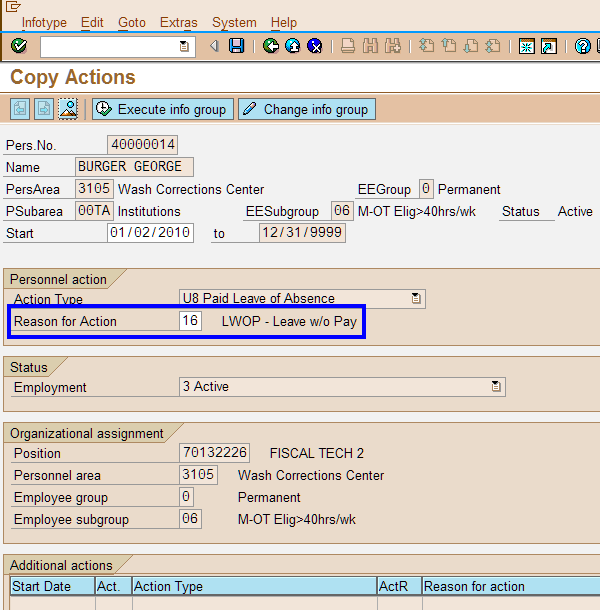 Infotype Edit Goto Extras System Help
Copy Actions
Execute info group Change info group
Pers.No. 40000014
Name BURGER GEORGE
PersArea 3105 Wash Corrections Center EEGroup 0 Permanent
PSubarea 00TA Institutions EESubgroup 06 M-OT Elig>40hrs/wk Status Active
Start 01/02/2010 to 12/31/9999
Personnel action
Action Type U8 Paid Leave of Absence
Reason for Action 16 LWOP - Leave w/o Pay
Status
Employment 3 Active
Organizational assignment
Position 70132226 FISCAL TECH 2
Personnel area 3105 Wash Corrections Center
Employee group 0 Permanent
Employee subgroup 06 M-OT Elig>40hrs/wk
Additional actions
Start Date Act. Action Type ActR Reason for action